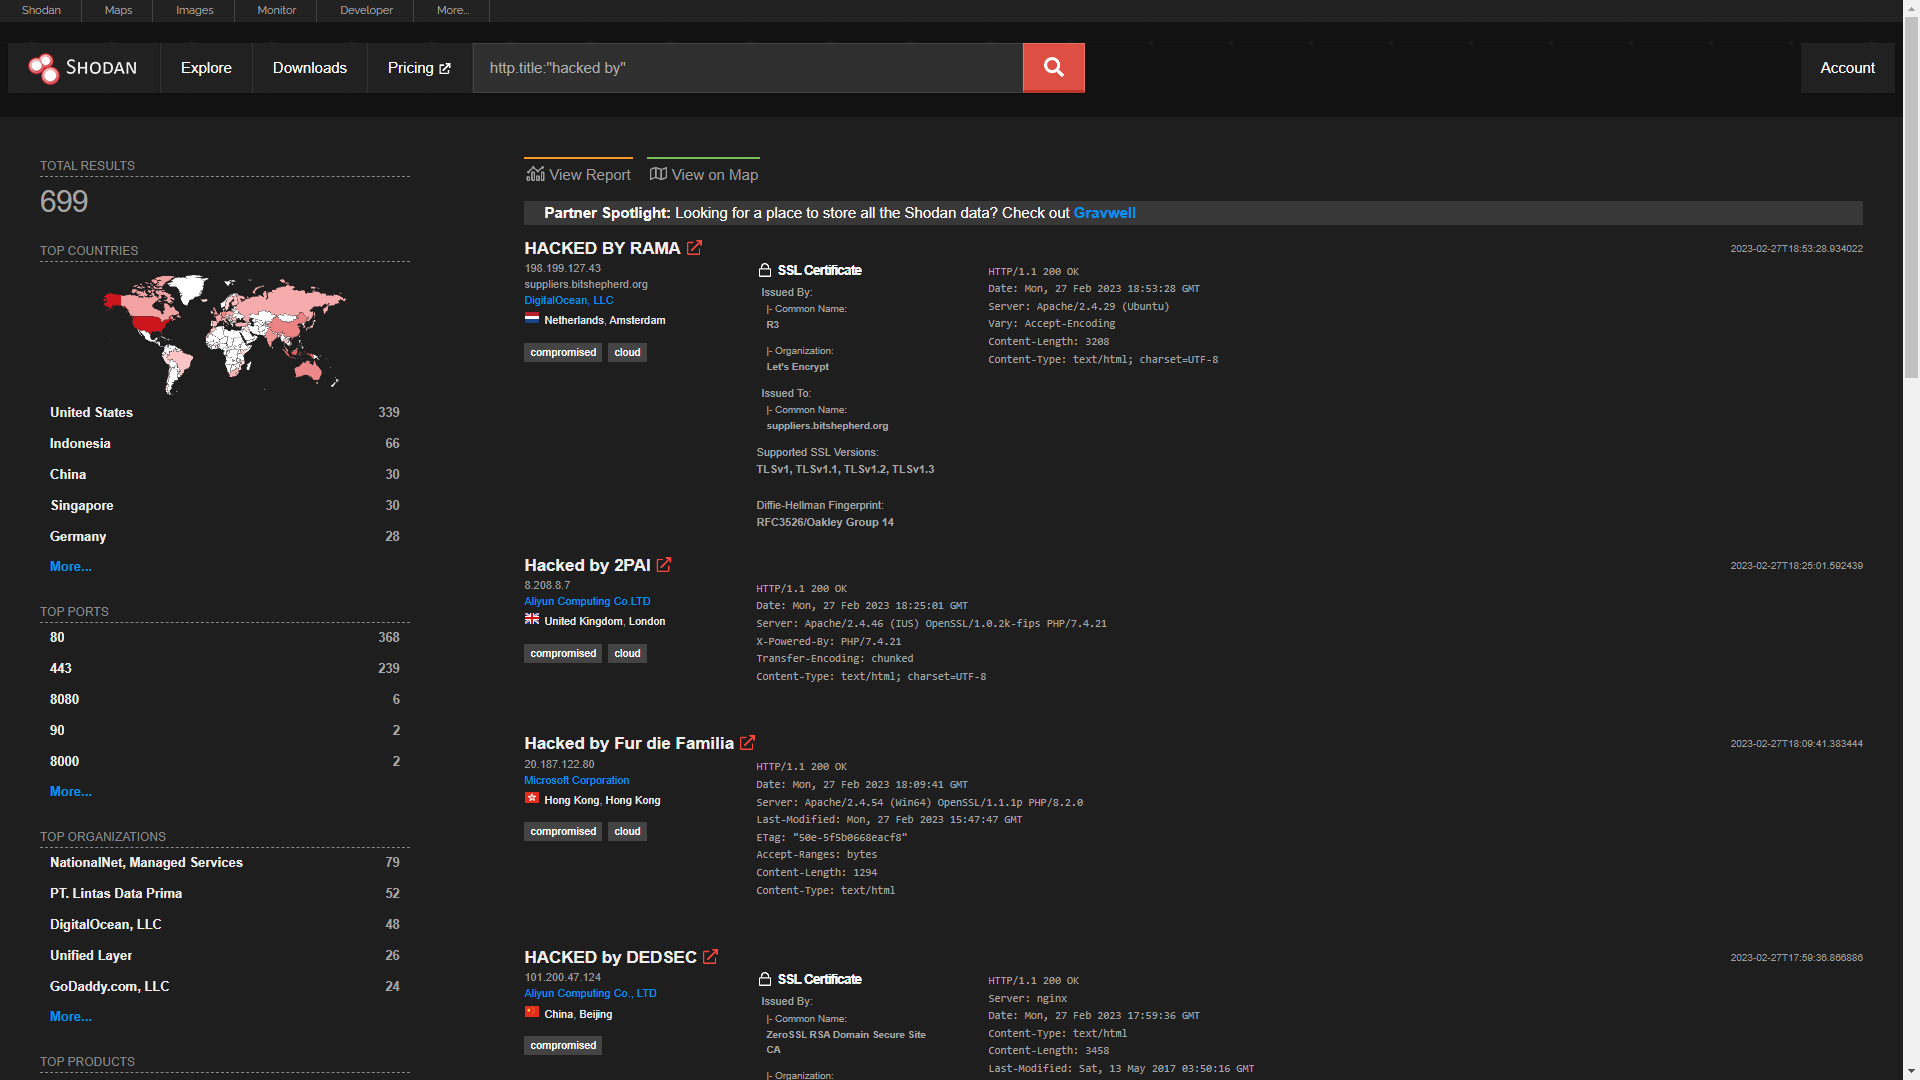 Shodan
Maps
Images
Monitor
Developer
More...
SHODAN
Explore
Downloads
Pricing
http.title:"hacked by"
Account
TOTAL RESULTS
699
TOP COUNTRIES
United States 339
Indonesia 66
China 30
Singapore 30
Germany 28
More...
TOP PORTS
80 368
443 239
8080 6
90 2
8000 2
More...
TOP ORGANIZATIONS
NationalNet, Managed Services 79
PT. Lintas Data Prima 52
DigitalOcean, LLC 48
Unified Layer 26
GoDaddy.com, LLC 24
More...
TOP PRODUCTS
View Report
View on Map
Partner Spotlight: Looking for a place to store all the Shodan data? Check out Gravwell
HACKED BY RAMA
2023-02-27T18:53:28.934022
198.199.127.43
suppliers.bitshepherd.org
DigitalOcean, LLC
Netherlands, Amsterdam
compromised
cloud
SSL Certificate
Issued By:
|- Common Name:
R3
|- Organization:
Let's Encrypt
Issued To:
|- Common Name:
suppliers.bitshepherd.org
Supported SSL Versions:
TLSv1, TLSv1.1, TLSv1.2, TLSv1.3
Diffie-Hellman Fingerprint:
RFC3526/Oakley Group 14
HTTP/1.1 200 OK
Date: Mon, 27 Feb 2023 18:53:28 GMT
Server: Apache/2.4.29 (Ubuntu)
Vary: Accept-Encoding
Content-Length: 3208
Content-Type: text/html; charset=UTF-8
Hacked by 2PAI
2023-02-27T18:25:01.592439
8.208.8.7
Aliyun Computing Co.LTD
United Kingdom, London
compromised
cloud
HTTP/1.1 200 OK
Date: Mon, 27 Feb 2023 18:25:01 GMT
Server: Apache/2.4.46 (IUS) OpenSSL/1.0.2k-fips PHP/7.4.21
X-Powered-By: PHP/7.4.21
Transfer-Encoding: chunked
Content-Type: text/html; charset=UTF-8
Hacked by Fur die Familia
2023-02-27T18:09:41.383444
20.187.122.80
Microsoft Corporation
Hong Kong, Hong Kong
compromised
cloud
HTTP/1.1 200 OK
Date: Mon, 27 Feb 2023 18:09:41 GMT
Server: Apache/2.4.54 (Win64) OpenSSL/1.1.1p PHP/8.2.0
Last-Modified: Mon, 27 Feb 2023 15:47:47 GMT
ETag: "50e-5f5b0668eacf8"
Accept-Ranges: bytes
Content-Length: 1294
Content-Type: text/html
HACKED by DEDSEC
2023-02-27T17:59:36.866886
101.200.47.124
Aliyun Computing Co., LTD
China, Beijing
compromised
SSL Certificate
Issued By:
|- Common Name:
ZeroSSL RSA Domain Secure Site
CA
|- Organization:
HTTP/1.1 200 OK
Server: nginx
Date: Mon, 27 Feb 2023 17:59:36 GMT
Content-Type: text/html
Content-Length: 3458
Last-Modified: Sat, 13 May 2017 03:50:16 GMT